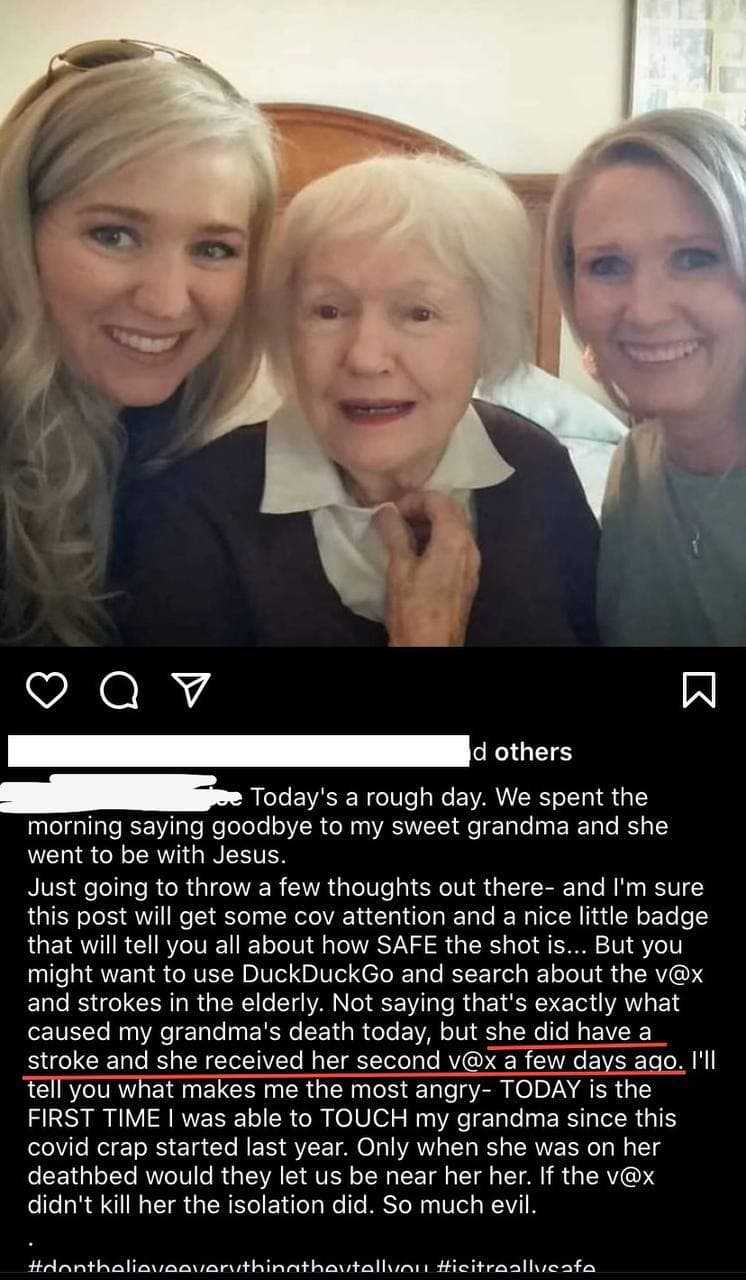 d others
Today's a rough day. We spent the
morning saying goodbye to my sweet grandma and she
went to be with Jesus.
Just going to throw a few thoughts out there- and I'm sure
this post will get some cov attention and a nice little badge
that will tell you all about how SAFE the shot is... But you
might want to use DuckDuckGo and search about the v@x
and strokes in the elderly. Not saying that's exactly what
caused my grandma's death today, but she did have a
stroke and she received her second v@x a few days ago. I'll
tell you what makes me the most angry- TODAY is the
FIRST TIME I was able to TOUCH my grandma since this
covid crap started last year. Only when she was on her
deathbed would they let us be near her her. If the v@x
didn't kill her the isolation did. So much evil.
.
#dontbelieveeverythingtheytellyou #isitreallysafe